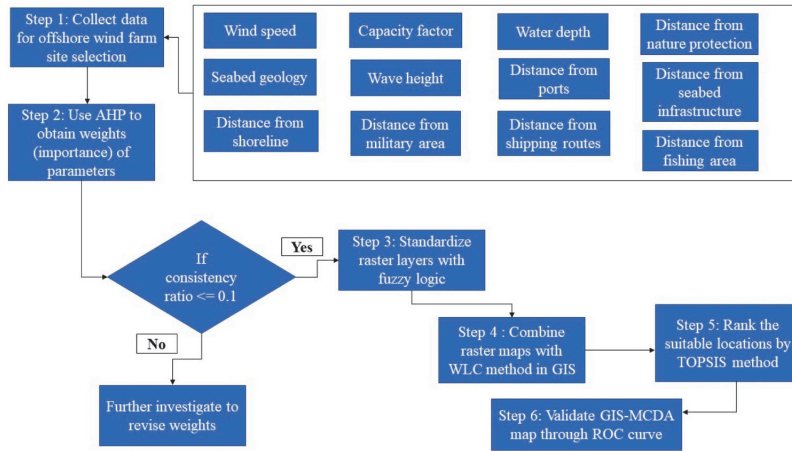 Step 1: Collect data
for offshore wind farm
site selection
Wind speed
Capacity factor
Water depth
Distance from
nature protection
Seabed geology
Wave height
Distance from
ports
Distance from
seabed
infrastructure
Distance from
shoreline
Distance from
military area
Distance from
shipping routes
Distance from
fishing area
Step 2: Use AHP to
obtain weights
(importance) of
parameters
If
consistency
ratio <= 0.1
Yes
No
Further investigate to
revise weights
Step 3: Standardize
raster layers with
fuzzy logic
Step 4 : Combine
raster maps with
WLC method in GIS
Step 5: Rank the
suitable locations by
TOPSIS method
Step 6: Validate GIS-MCDA
map through ROC curve